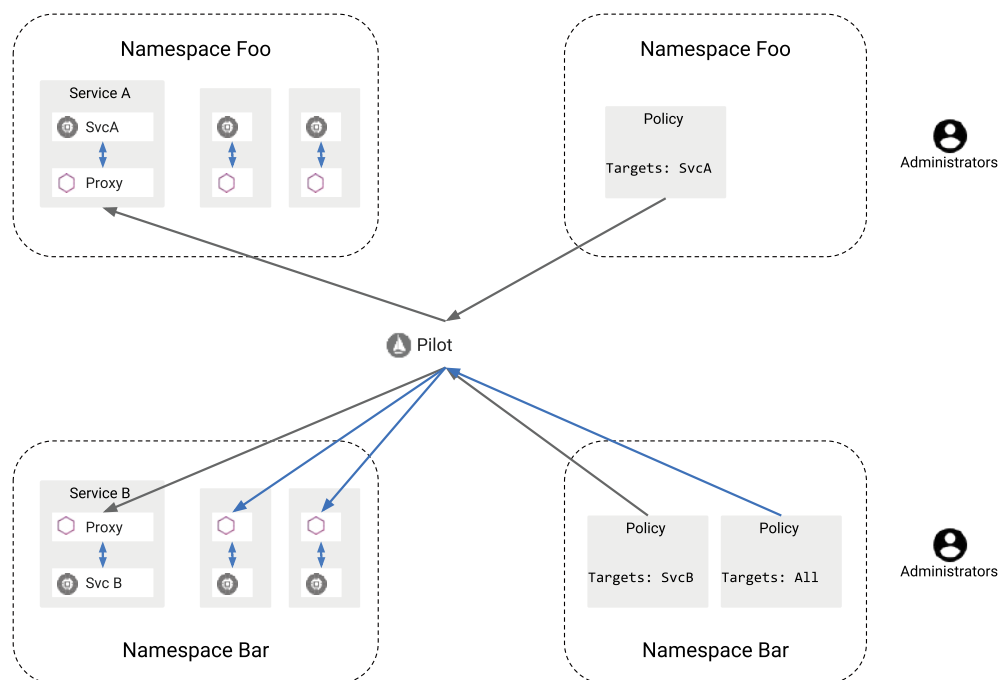 Namespace Foo
Service A
SvcA
Proxy
Namespace Foo
Policy
Targets: SvcA
Administrators
Pilot
Service B
Proxy
Svc B
Namespace Bar
Policy
Targets: SvcB
Policy
Targets: All
Namespace Bar
Administrators